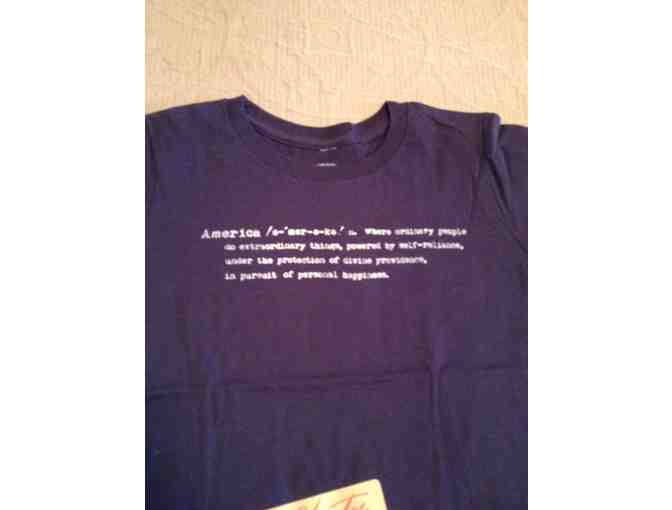 America /ə-ˈmer-ə-kə/ n. Where ordinary people
do extraordinary things, powered by self-reliance,
under the protection of divine providence,
in pursuit of personal happiness.